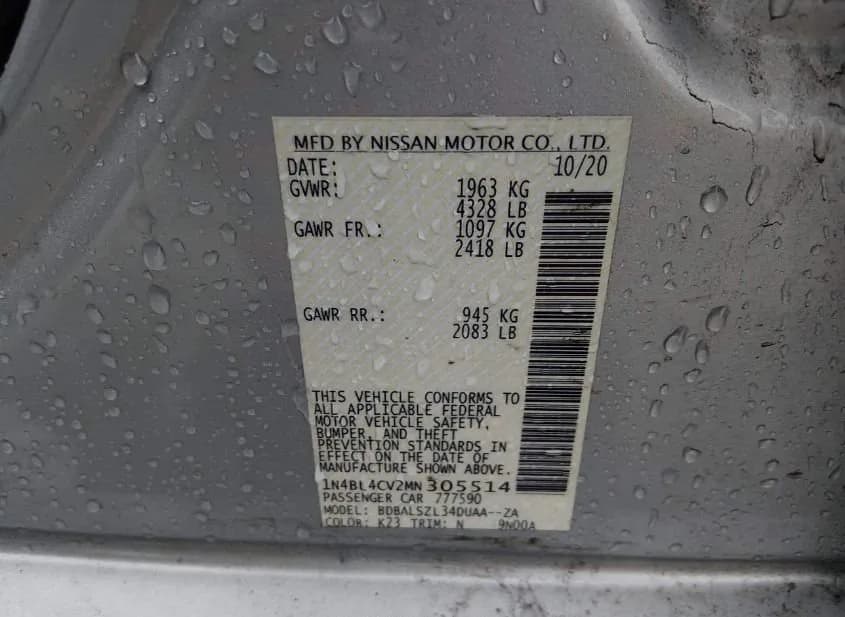 MFD BY NISSAN MOTOR CO., LTD.
DATE: 10/20
GVWR: 1963 KG
4328 LB
GAWR FR.: 1097 KG
2418 LB
GAWR RR.: 945 KG
2083 LB
THIS VEHICLE CONFORMS TO
ALL APPLICABLE FEDERAL
MOTOR VEHICLE SAFETY,
BUMPER, AND THEFT
PREVENTION STANDARDS IN
EFFECT ON THE DATE OF
MANUFACTURE SHOWN ABOVE.
1N4BL4CV2MN305514
PASSENGER CAR 777590
MODEL: BDBALSZL34DUAA--ZA
COLOR: K23 TRIM: N 9N00A